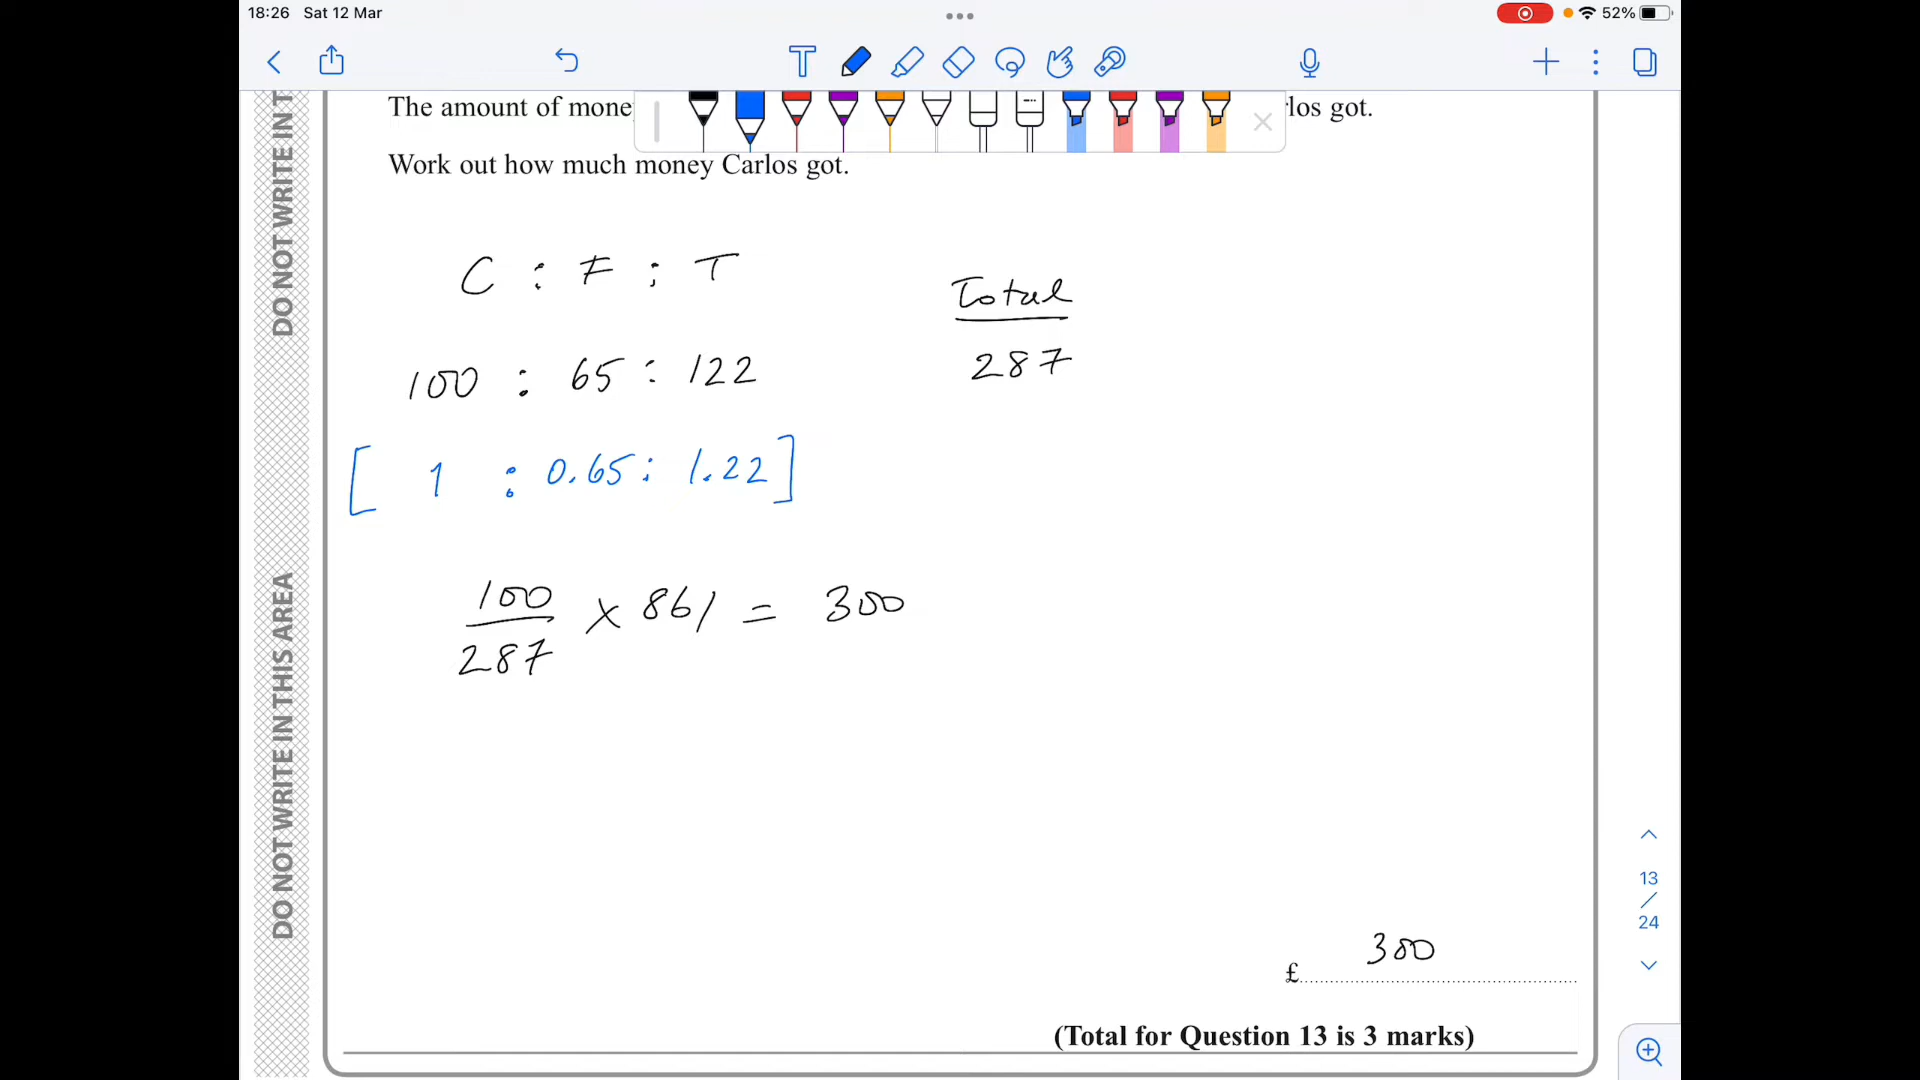 18:26 Sat 12 Mar
52%
The amount of mone
los got.
Work out how much money Carlos got.
C : F : T
Total
100 : 65 : 122
287
[ 1 : 0.65 : 1.22 ]
100
287
× 861 = 300
DO NOT WRITE IN T
DO NOT WRITE IN THIS AREA
13
/
24
£ 300
(Total for Question 13 is 3 marks)